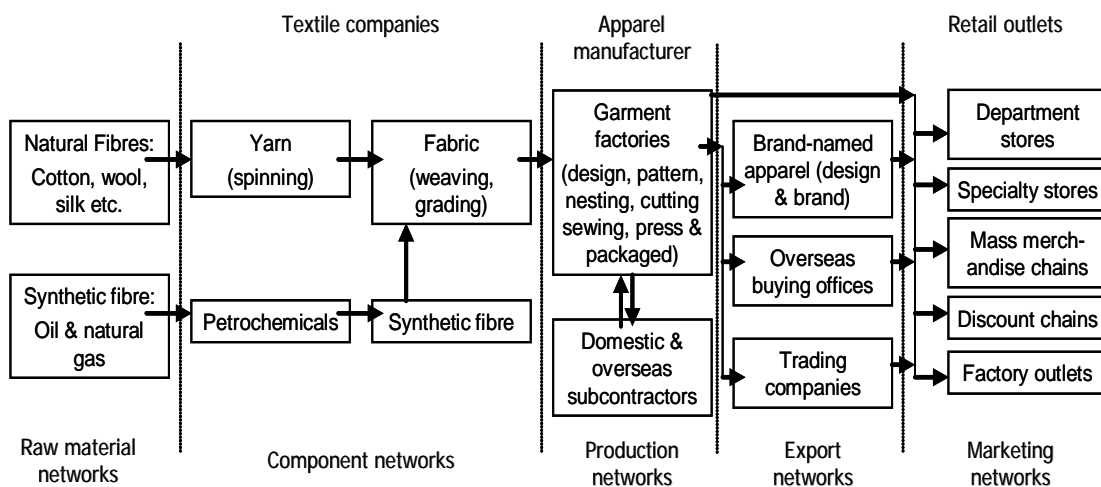 Textile companies
Apparel
manufacturer
Retail outlets
Natural Fibres:
Cotton, wool,
silk etc.
Synthetic fibre:
Oil & natural
gas
Yarn
(spinning)
Petrochemicals
Fabric
(weaving,
grading)
Synthetic fibre
Garment
factories
(design, pattern,
nesting, cutting
sewing, press &
packaged)
Domestic &
overseas
subcontractors
Brand-named
apparel (design
& brand)
Overseas
buying offices
Trading
companies
Department
stores
Specialty stores
Mass merch-
andise chains
Discount chains
Factory outlets
Raw material
networks
Component networks
Production
networks
Export
networks
Marketing
networks